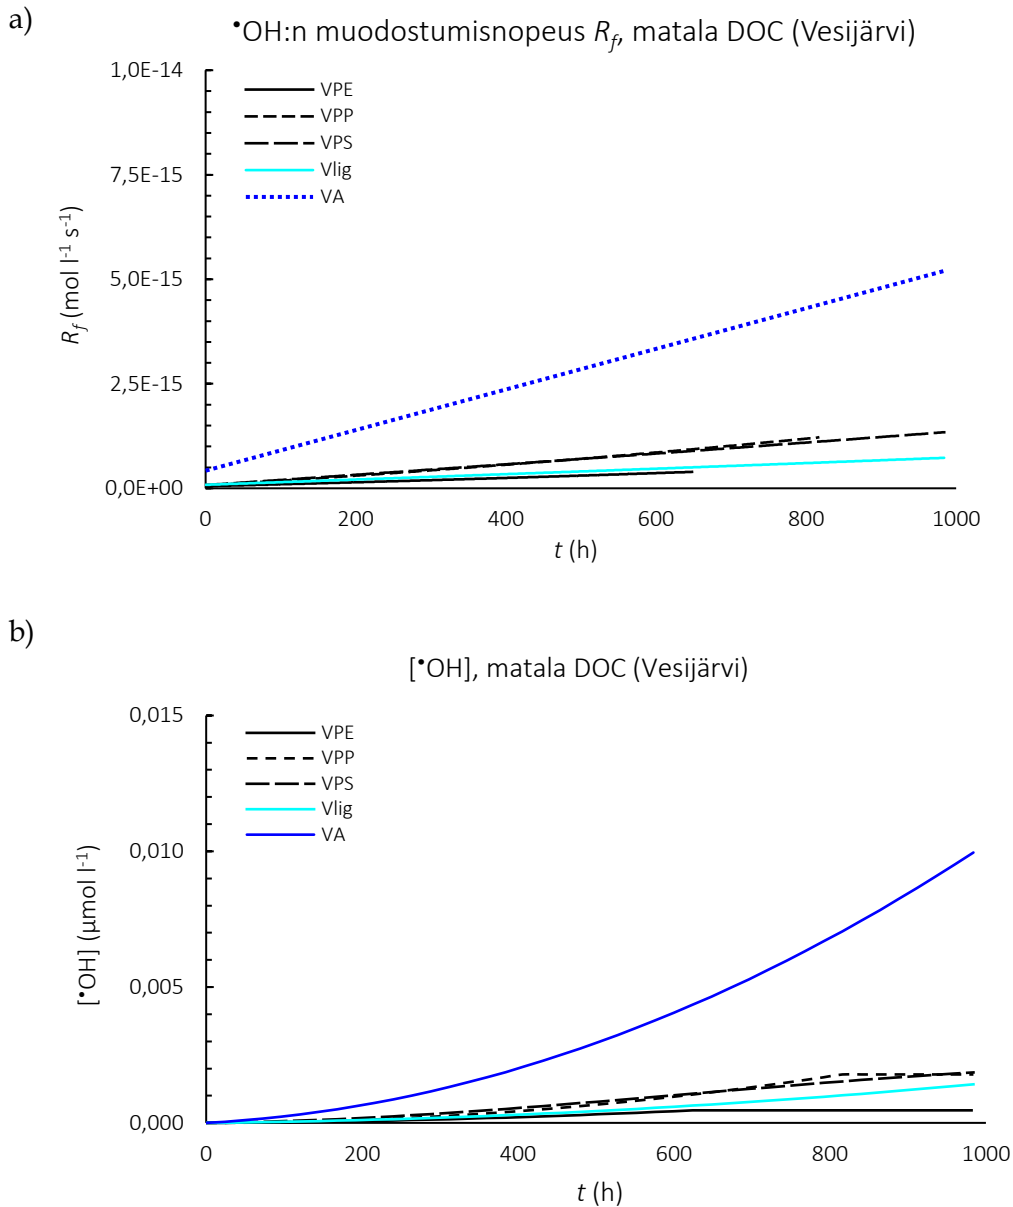 a)
•OH:n muodostumisnopeus Rf, matala DOC (Vesijärvi)
1,0E-14
7,5E-15
5,0E-15
2,5E-15
0,0E+00
Rf (mol l-1 s-1)
VPE
VPP
VPS
Vlig
VA
0 200 400 600 800 1000
t (h)
b)
[•OH], matala DOC (Vesijärvi)
0,015
0,010
0,005
0,000
[•OH] (µmol l-1)
VPE
VPP
VPS
Vlig
VA
0 200 400 600 800 1000
t (h)